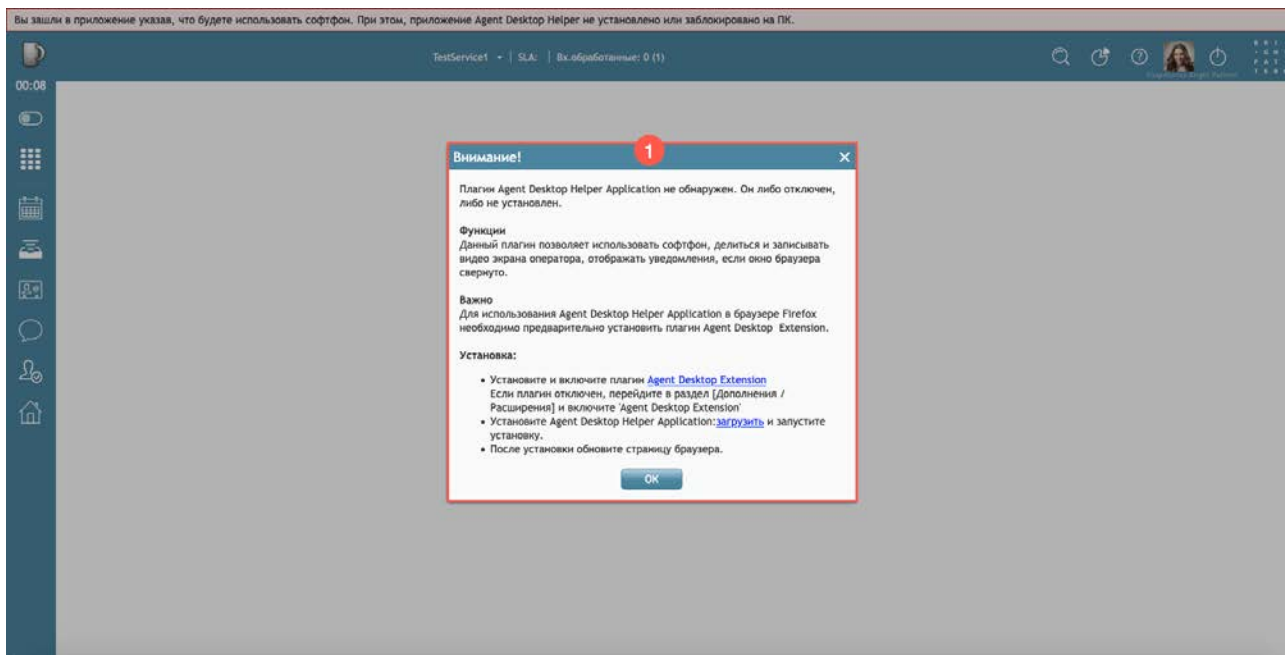 Вы зашли в приложение указав, что будете использовать софтфон. При этом, приложение Agent Desktop Helper не установлено или заблокировано на ПК.
TestService1 | SLA: | Вх.обработанные: 0 (1)
00:08
1
Внимание!
Плагин Agent Desktop Helper Application не обнаружен. Он либо отключен,
либо не установлен.
Функции
Данный плагин позволяет использовать софтфон, делиться и записывать
видео экрана оператора, отображать уведомления, если окно браузера
свернуто.
Важно
Для использования Agent Desktop Helper Application в браузере Firefox
необходимо предварительно установить плагин Agent Desktop Extension.
Установка:
• Установите и включите плагин Agent Desktop Extension
Если плагин отключен, перейдите в раздел [Дополнения /
Расширения] и включите 'Agent Desktop Extension'
• Установите Agent Desktop Helper Application:загрузить и запустите
установку.
• После установки обновите страницу браузера.
OK